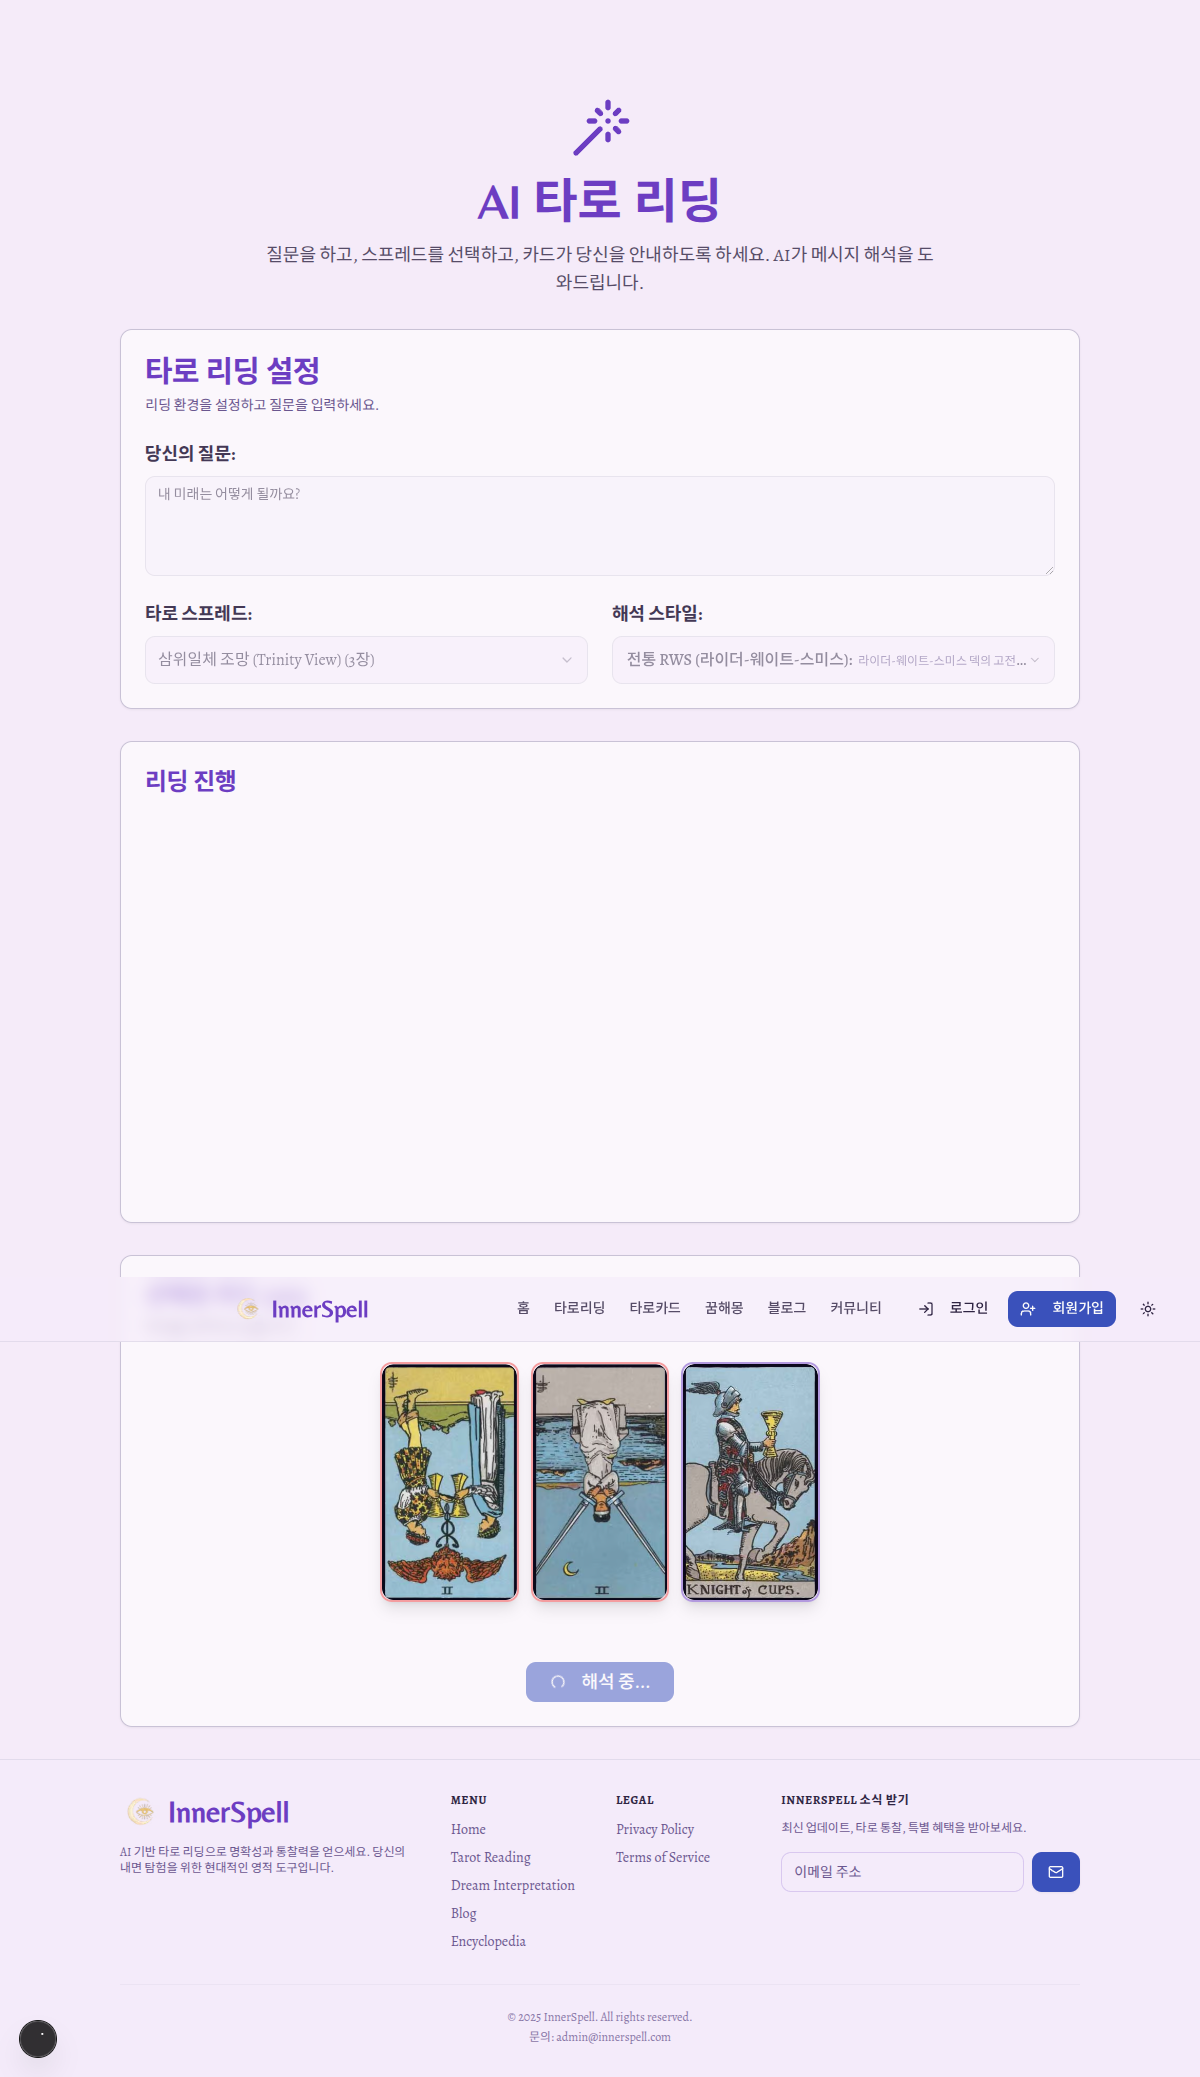 AI 타로 리딩
질문을 하고, 스프레드를 선택하고, 카드가 당신을 안내하도록 하세요. AI가 메시지 해석을 도
와드립니다.
타로 리딩 설정
리딩 환경을 설정하고 질문을 입력하세요.
당신의 질문:
내 미래는 어떻게 될까요?
타로 스프레드:
해석 스타일:
삼위일체 조망 (Trinity View) (3장)
전통 RWS (라이더-웨이트-스미스): 라이더-웨이트-스미스 덱의 고전...
리딩 진행
InnerSpell
홈
타로리딩
타로카드
꿈해몽
블로그
커뮤니티
로그인
회원가입
II
II
KNIGHT of CUPS.
해석 중...
InnerSpell
AI 기반 타로 리딩으로 명확성과 통찰력을 얻으세요. 당신의
내면 탐험을 위한 현대적인 영적 도구입니다.
MENU
Home
Tarot Reading
Dream Interpretation
Blog
Encyclopedia
LEGAL
Privacy Policy
Terms of Service
INNERSPELL 소식 받기
최신 업데이트, 타로 통찰, 특별 혜택을 받아보세요.
이메일 주소
© 2025 InnerSpell. All rights reserved.
문의: admin@innerspell.com